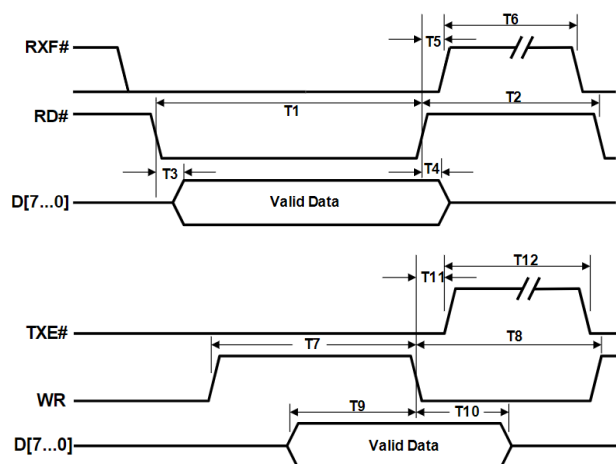 T6
T5
RXF#
T1
T2
RD#
T3
T4
D[7...0]
Valid Data
T12
T11
TXE#
T7
T8
WR
T9
T10
D[7...0]
Valid Data